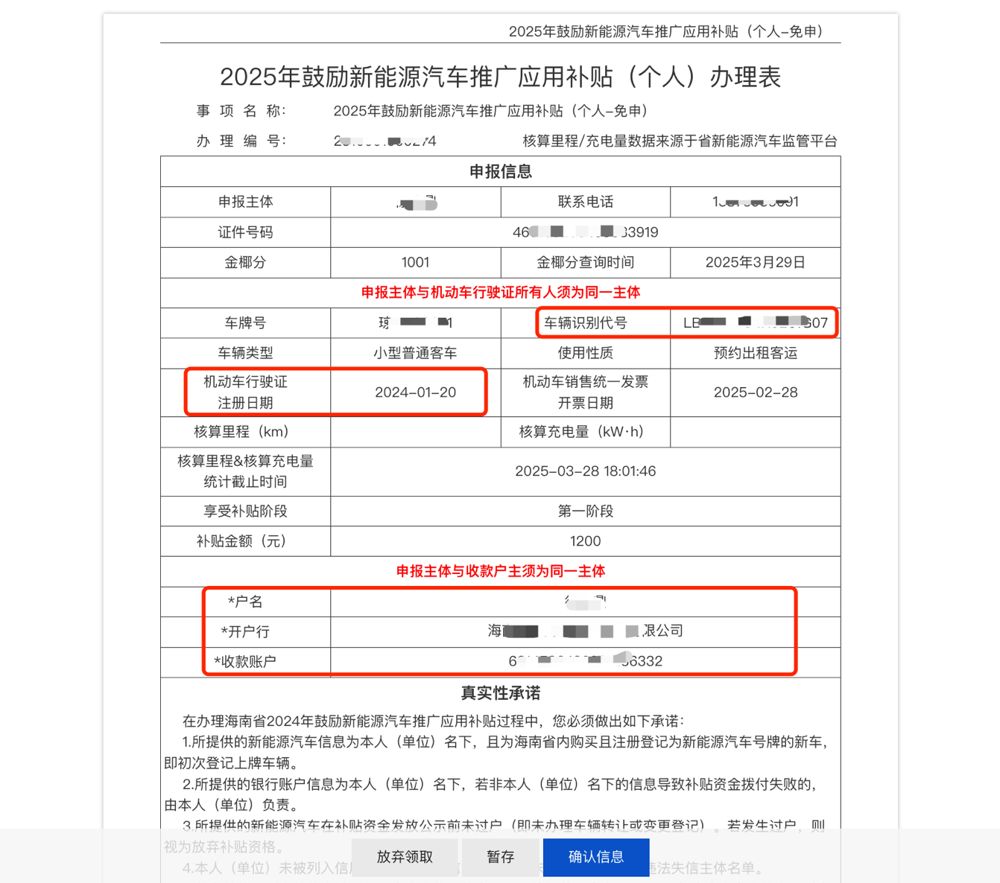 2025年鼓励新能源汽车推广应用补贴（个人-免申）
2025年鼓励新能源汽车推广应用补贴（个人）办理表
事 项 名 称： 2025年鼓励新能源汽车推广应用补贴（个人-免申）
办 理 编 号： 核算里程/充电量数据来源于省新能源汽车监管平台
申报信息
申报主体 联系电话
证件号码 3919
金椰分 1001 金椰分查询时间 2025年3月29日
申报主体与机动车行驶证所有人须为同一主体
车牌号 车辆识别代号 G07
车辆类型 小型普通客车 使用性质 预约出租客运
机动车行驶证 机动车销售统一发票
注册日期 2024-01-20 开票日期 2025-02-28
核算里程（km） 核算充电量（kW·h）
核算里程&核算充电量
统计截止时间 2025-03-28 18:01:46
享受补贴阶段 第一阶段
补贴金额（元） 1200
申报主体与收款户主须为同一主体
*户名
*开户行 海 限公司
*收款账户 6332
真实性承诺
在办理海南省2024年鼓励新能源汽车推广应用补贴过程中，您必须做出如下承诺：
1.所提供的新能源汽车信息为本人（单位）名下，且为海南省内购买且注册登记为新能源汽车号牌的新车，
即初次登记上牌车辆。
2.所提供的银行账户信息为本人（单位）名下，若非本人（单位）名下的信息导致补贴资金拨付失败的，
由本人（单位）负责。
3.所提供的新能源汽车在补贴资金发放公示前未过户（即未办理车辆转让或变更登记）。若发生过户，则
视为放弃补贴资格。
4.本人（单位）未被列入信 违法失信主体名单。
放弃领取 暂存 确认信息